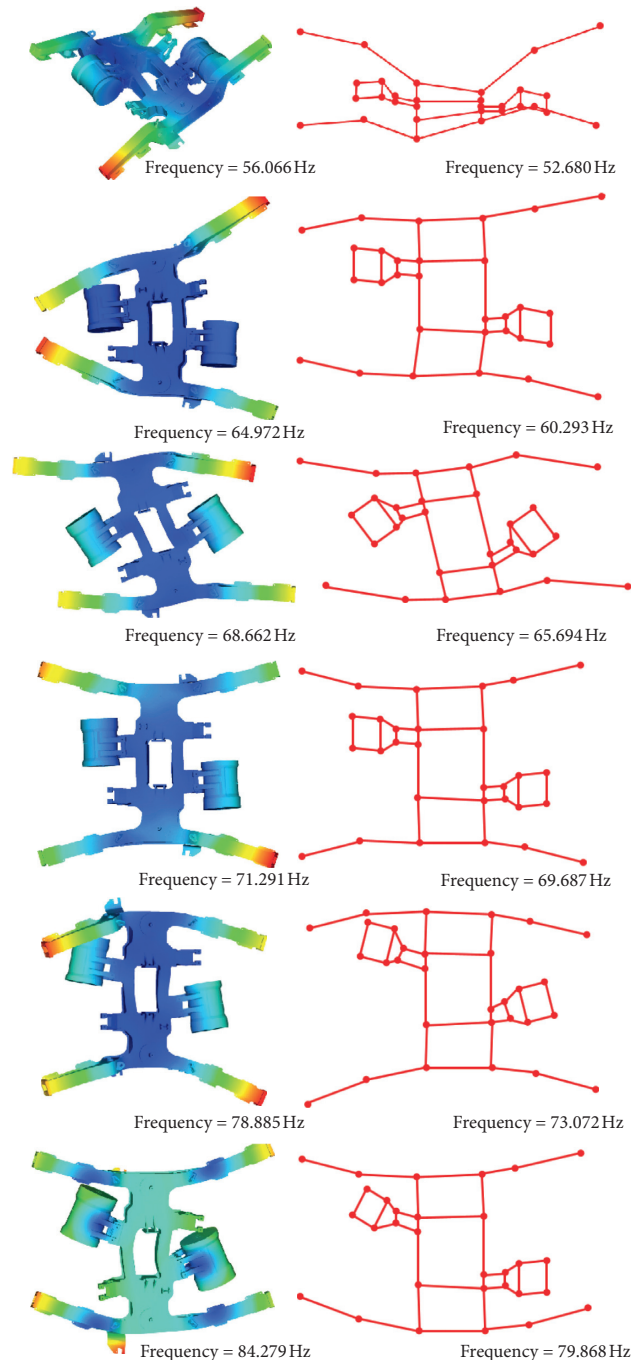 Frequency = 56.066 Hz
Frequency = 52.680 Hz
Frequency = 64.972 Hz
Frequency = 60.293 Hz
Frequency = 68.662 Hz
Frequency = 65.694 Hz
Frequency = 71.291 Hz
Frequency = 69.687 Hz
Frequency = 78.885 Hz
Frequency = 73.072 Hz
Frequency = 84.279 Hz
Frequency = 79.868 Hz